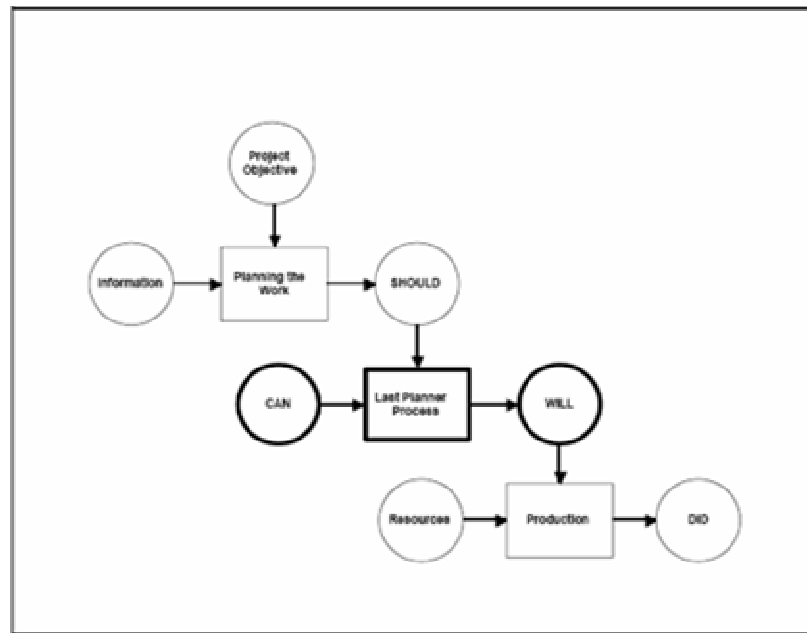 Project
Objective
Information
Planning the
Work
SHOULD
CAN
Last Planner
Process
WILL
Resources
Production
DID